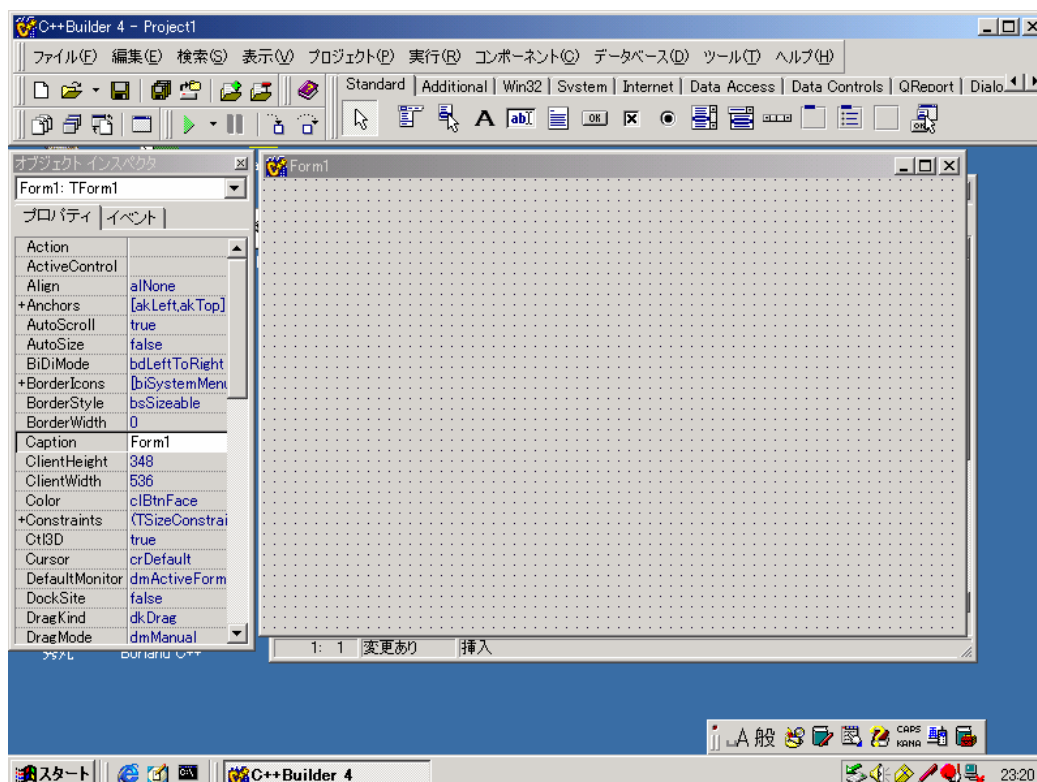 C++Builder 4 - Project1
ファイル(F) 編集(E) 検索(S) 表示(V) プロジェクト(P) 実行(R) コンポーネント(C) データベース(D) ツール(T) ヘルプ(H)
Standard Additional Win32 System Internet Data Access Data Controls QReport Dialo
A ab OK
OK
オブジェクト インスペクタ
Form1: TForm1
プロパティ イベント
Action
ActiveControl
Align alNone
+Anchors [akLeft,akTop]
AutoScroll true
AutoSize false
BiDiMode bdLeftToRight
+BorderIcons [biSystemMenu
BorderStyle bsSizeable
BorderWidth 0
Caption Form1
ClientHeight 348
ClientWidth 536
Color clBtnFace
+Constraints (TSizeConstrai
Ctl3D true
Cursor crDefault
DefaultMonitor dmActiveForm
DockSite false
DragKind dkDrag
DragMode dmManual
Form1
1: 1 変更あり 挿入
Borland C++
A 般 CAPS
KANA
スタート C++Builder 4 23:20